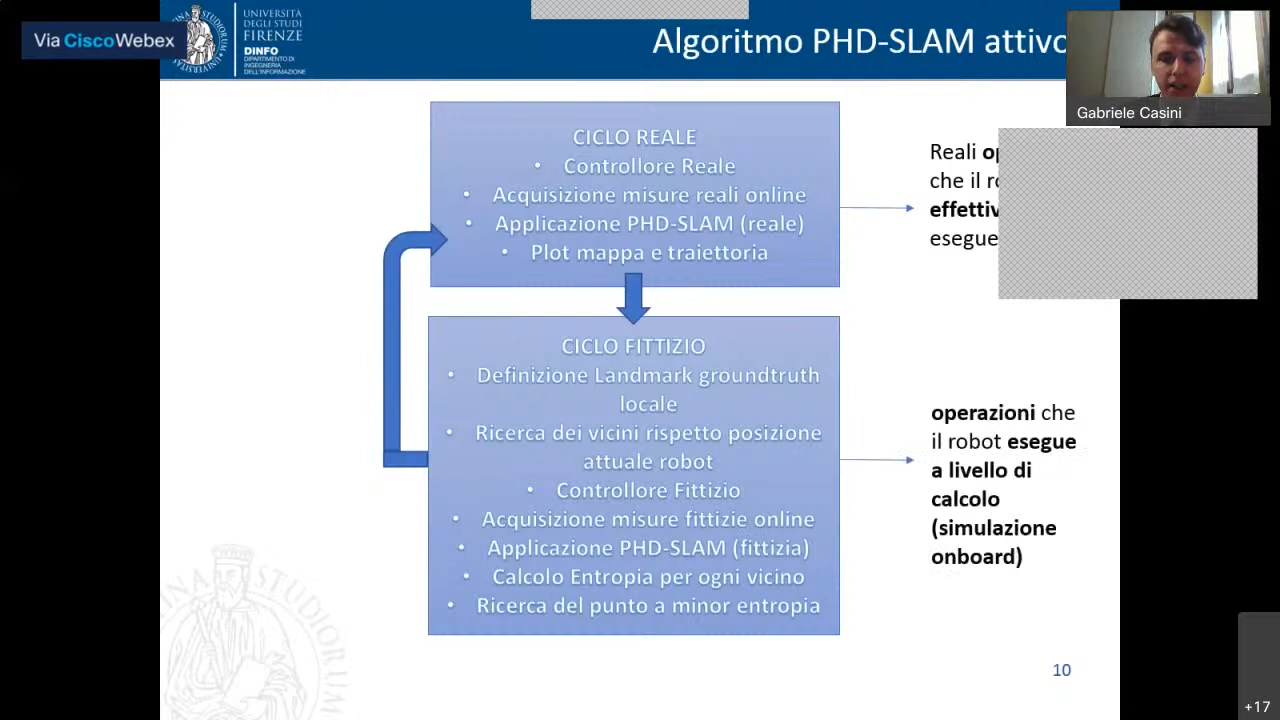 Via CiscoWebex
UNIVERSITÀ
DEGLI STUDI
FIRENZE
DINFO
DIPARTIMENTO DI
INGEGNERIA
DELL'INFORMAZIONE
Algoritmo PHD-SLAM attivo
Gabriele Casini
CICLO REALE
• Controllore Reale
• Acquisizione misure reali online
• Applicazione PHD-SLAM (reale)
• Plot mappa e traiettoria
Reali
che il
esegue
CICLO FITTIZIO
• Definizione Landmark groundtruth
locale
• Ricerca dei vicini rispetto posizione
attuale robot
• Controllore Fittizio
• Acquisizione misure fittizie online
• Applicazione PHD-SLAM (fittizia)
• Calcolo Entropia per ogni vicino
• Ricerca del punto a minor entropia
operazioni che
il robot esegue
a livello di
calcolo
(simulazione
onboard)
10
+17